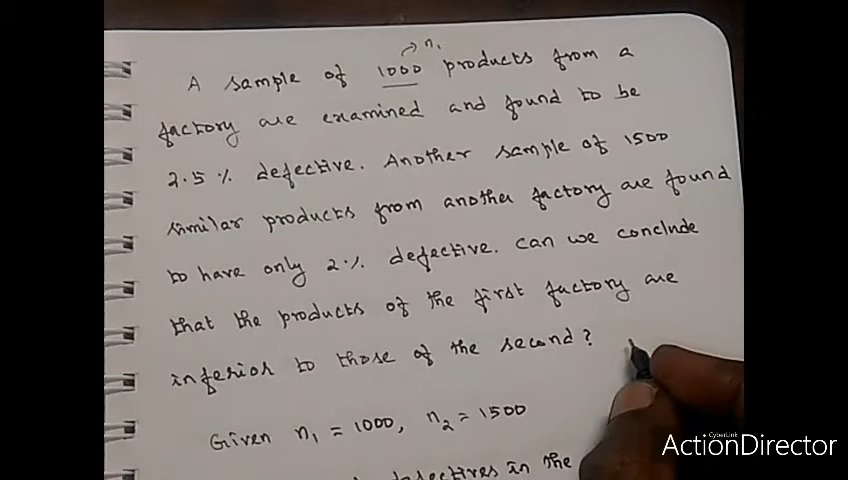 n₁
A sample of 1000 products from a
factory are examined and found to be
2.5 % defective. Another sample of 1500
similar products from another factory are found
to have only 2 % defective. Can we conclude
that the products of the first factory are
inferior to those of the second?
Given n₁ = 1000, n₂ = 1500
defectives in the
CyberLink
ActionDirector